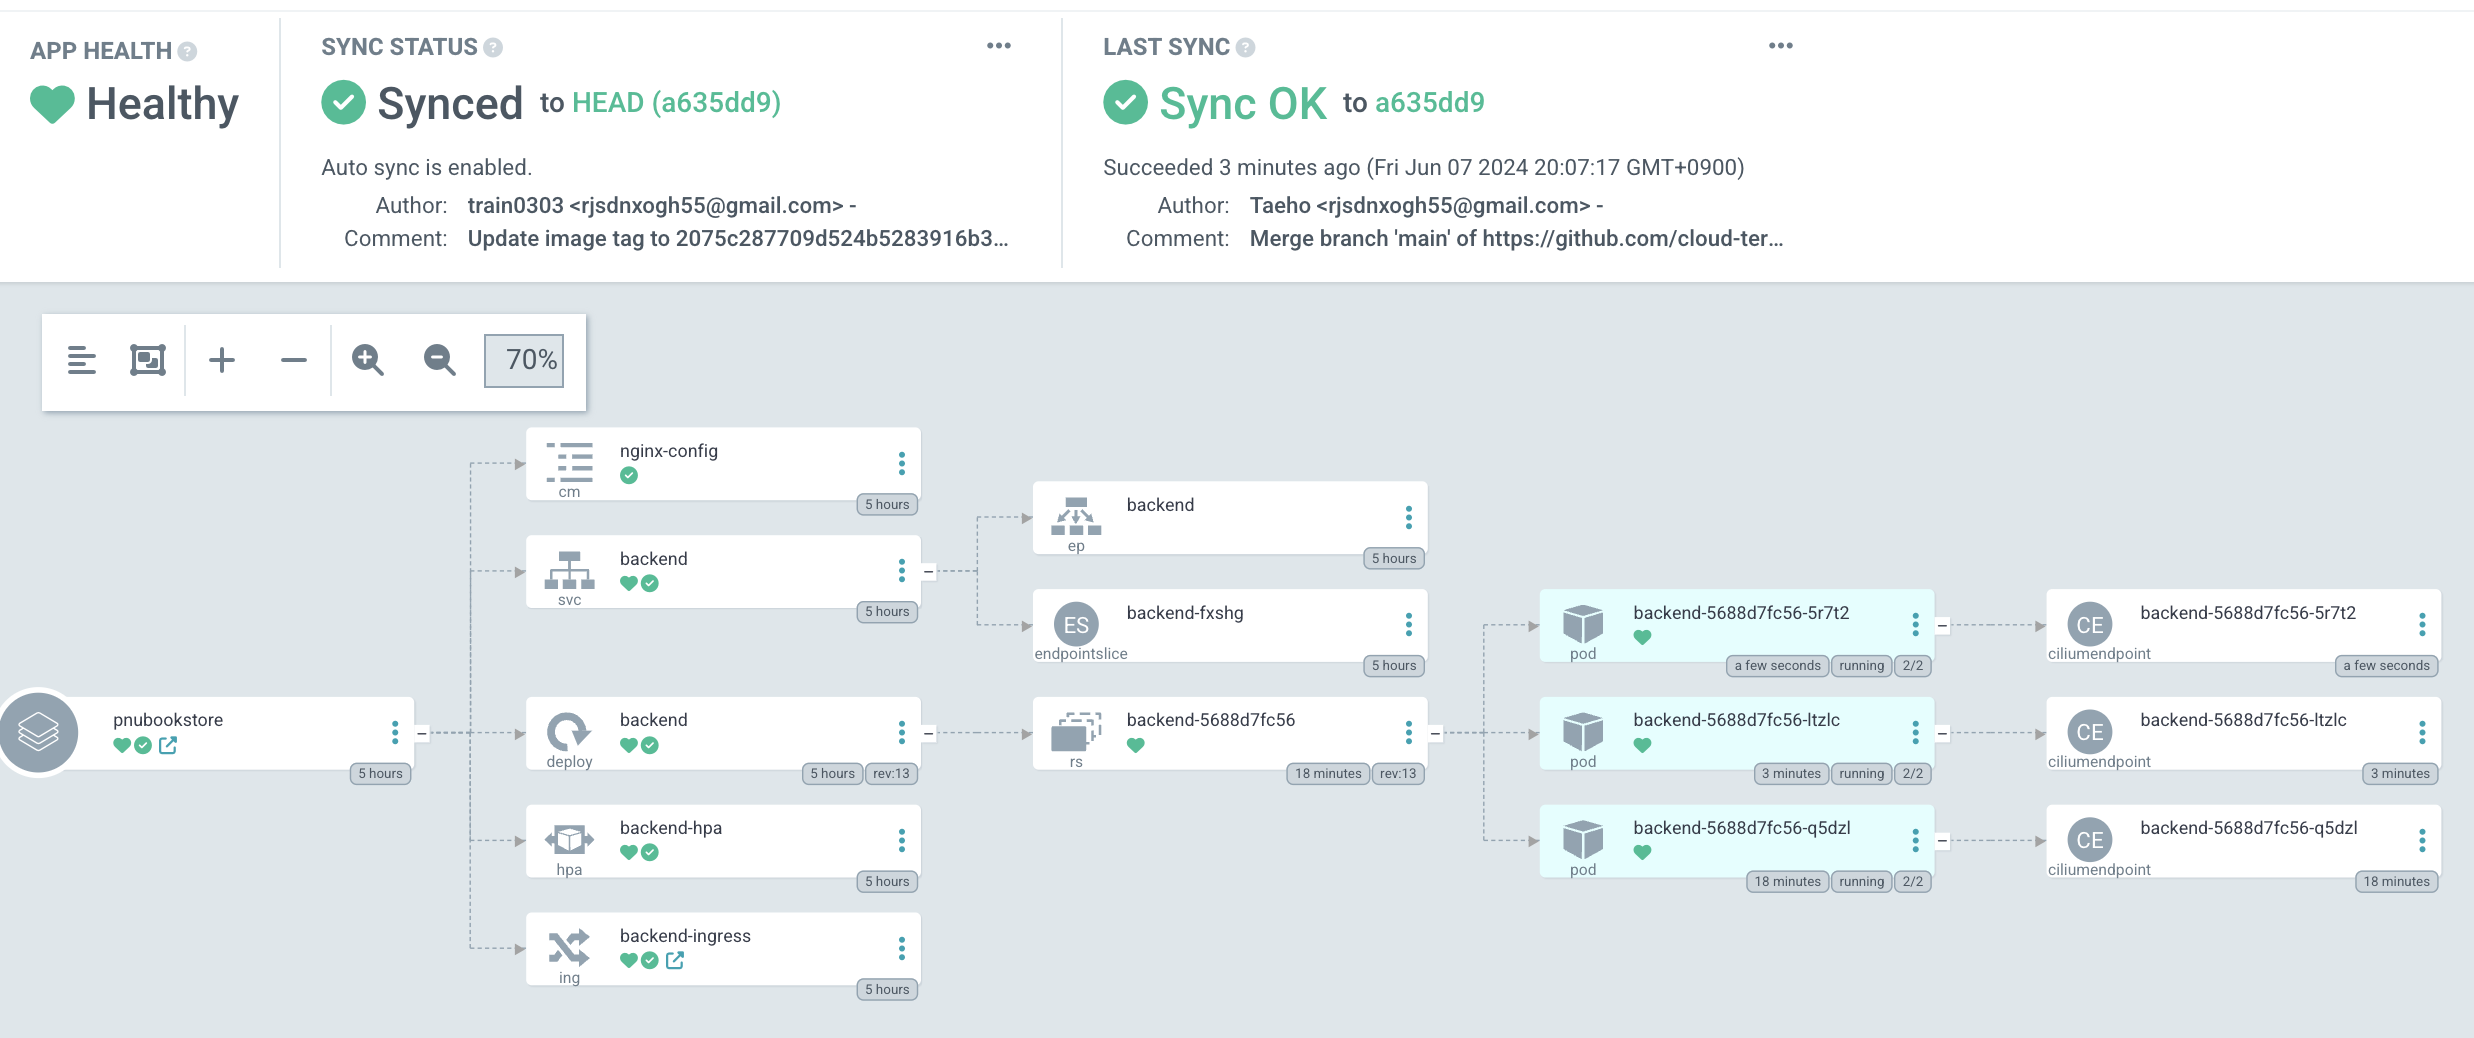 APP HEALTH ?
Healthy
SYNC STATUS ?
Synced to HEAD (a635dd9)
Auto sync is enabled.
Author: train0303 <rjsdnxogh55@gmail.com> -
Comment: Update image tag to 2075c287709d524b5283916b3...
LAST SYNC ?
Sync OK to a635dd9
Succeeded 3 minutes ago (Fri Jun 07 2024 20:07:17 GMT+0900)
Author: Taeho <rjsdnxogh55@gmail.com> -
Comment: Merge branch 'main' of https://github.com/cloud-ter...
70%
pnubookstore
5 hours
nginx-config
cm
5 hours
backend
svc
5 hours
backend
deploy
5 hours rev:13
backend-hpa
hpa
5 hours
backend-ingress
ing
5 hours
backend
ep
5 hours
ES
backend-fxshg
endpointslice
5 hours
backend-5688d7fc56
rs
18 minutes rev:13
backend-5688d7fc56-5r7t2
pod
a few seconds running 2/2
backend-5688d7fc56-ltzlc
pod
3 minutes running 2/2
backend-5688d7fc56-q5dzl
pod
18 minutes running 2/2
CE
backend-5688d7fc56-5r7t2
ciliumendpoint
a few seconds
CE
backend-5688d7fc56-ltzlc
ciliumendpoint
3 minutes
CE
backend-5688d7fc56-q5dzl
ciliumendpoint
18 minutes